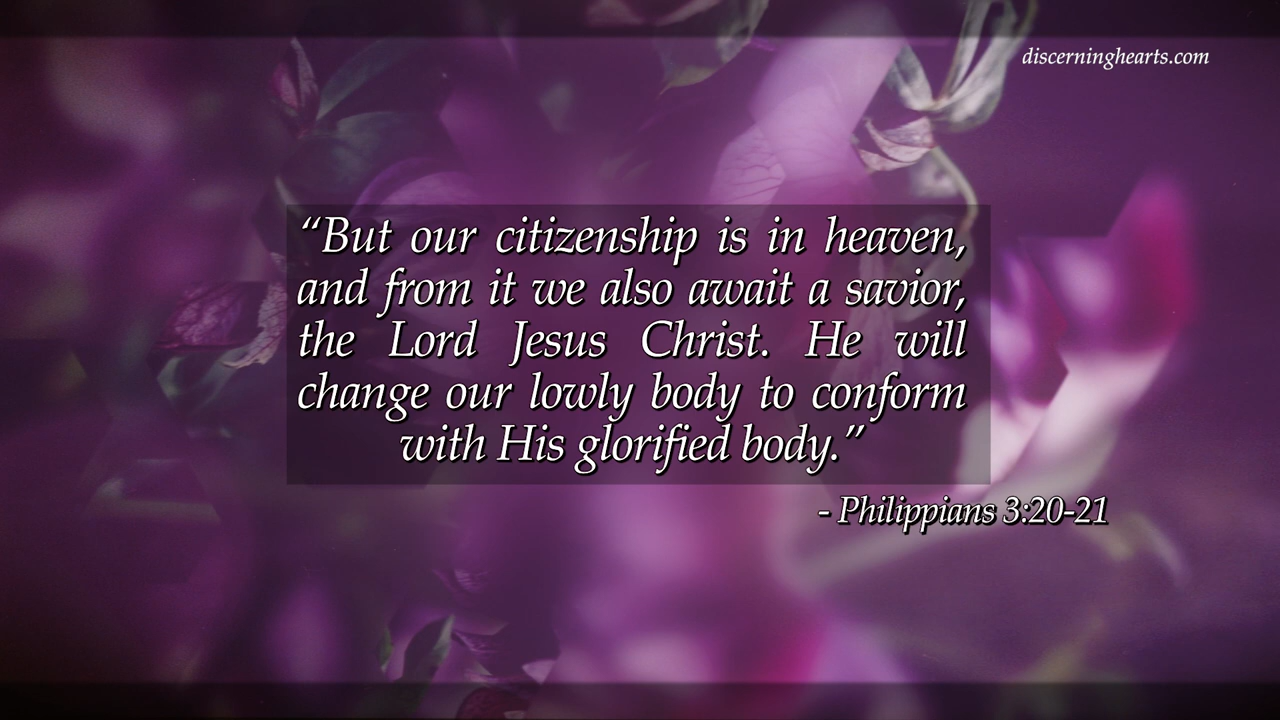 discerninghearts.com
“But our citizenship is in heaven,
and from it we also await a savior,
the Lord Jesus Christ. He will
change our lowly body to conform
with His glorified body.”
- Philippians 3:20-21